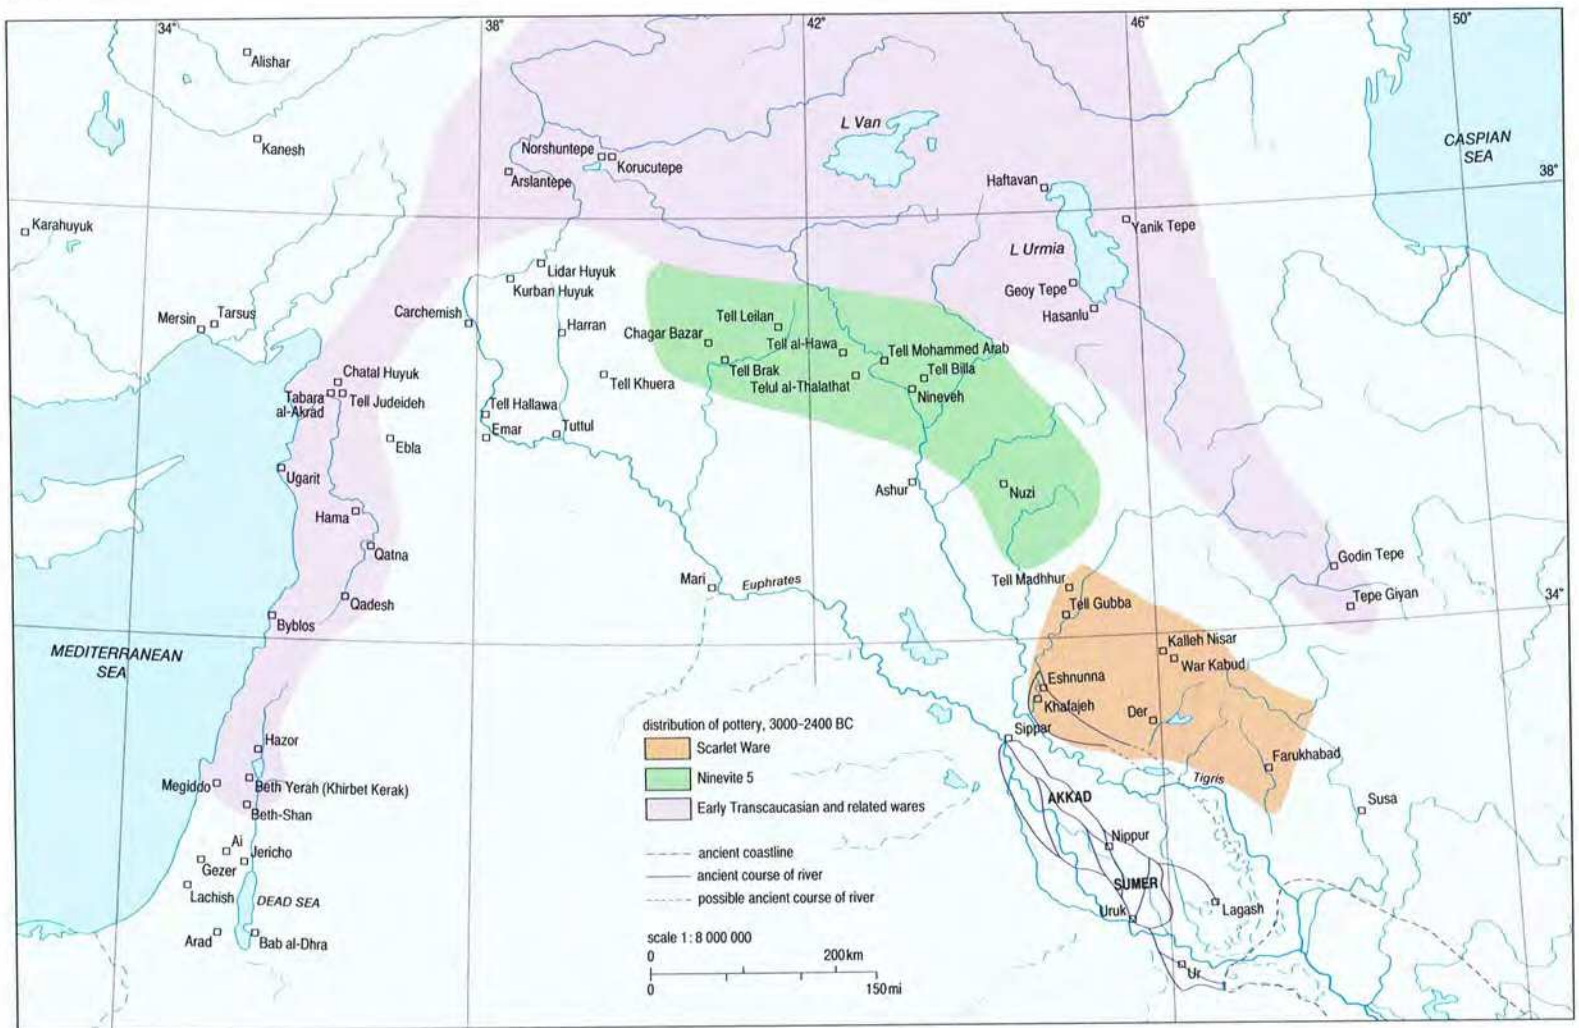 34°
38°
42°
46°
50°
Alishar
Kanesh
L Van
CASPIAN
SEA
38°
Norshuntepe
Korucutepe
Arslantepe
Haftavan
Karahuyuk
Yanik Tepe
L Urmia
Lidar Huyuk
Kurban Huyuk
Geoy Tepe
Hasanlu
Mersin
Tarsus
Carchemish
Harran
Tell Leilan
Chagar Bazar
Tell al-Hawa
Tell Mohammed Arab
Tell Brak
Tell Billa
Telul al-Thalathat
Nineveh
Tell Khuera
Chatal Huyuk
Tabara
al-Akrad
Tell Judeideh
Tell Hallawa
Emar
Tuttul
Ebla
Ugarit
Hama
Qatna
Ashur
Nuzi
Godin Tepe
Tepe Giyan
34°
Mari
Euphrates
Tell Madhhur
Tell Gubba
Qadesh
Byblos
MEDITERRANEAN
SEA
Kalleh Nisar
War Kabud
Eshnunna
Khafajeh
Der
Sippar
Farukhabad
Tigris
Susa
Hazor
Megiddo
Beth Yerah (Khirbet Kerak)
Beth-Shan
Ai
Jericho
Gezer
Lachish
DEAD SEA
Arad
Bab al-Dhra
AKKAD
Nippur
SUMER
Uruk
Lagash
Ur
distribution of pottery, 3000–2400 BC
Scarlet Ware
Ninevite 5
Early Transcaucasian and related wares
ancient coastline
ancient course of river
possible ancient course of river
scale 1 : 8 000 000
0 200km
0 150mi